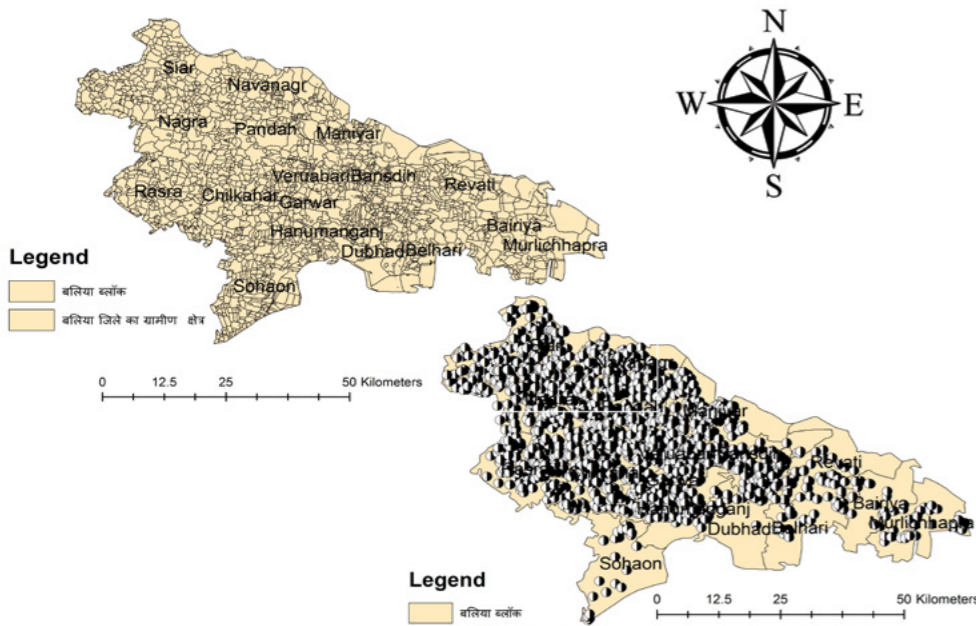 N
W E
S
Siar
Navanagr
Nagra
Pandah
Maniyar
Veruabari Bansdih
Revati
Rasra
Chilkahar
Garwar
Bairiya
Hanumanganj
Murlichhapra
Dubhad Belhari
Sohaon
Legend
बलिया ब्लॉक
बलिया जिले का ग्रामीण क्षेत्र
0 12.5 25 50 Kilometers
Maniyar
Revati
Bairiya
Murlichhapra
Dubhad Belhari
Sohaon
Legend
बलिया ब्लॉक
0 12.5 25 50 Kilometers